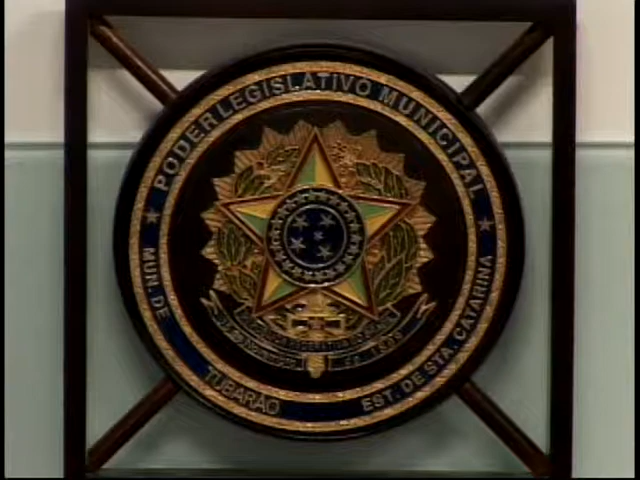 PODER LEGISLATIVO MUNICIPAL
MUN. DE
TUBARÃO
EST. DE STA. CATARINA